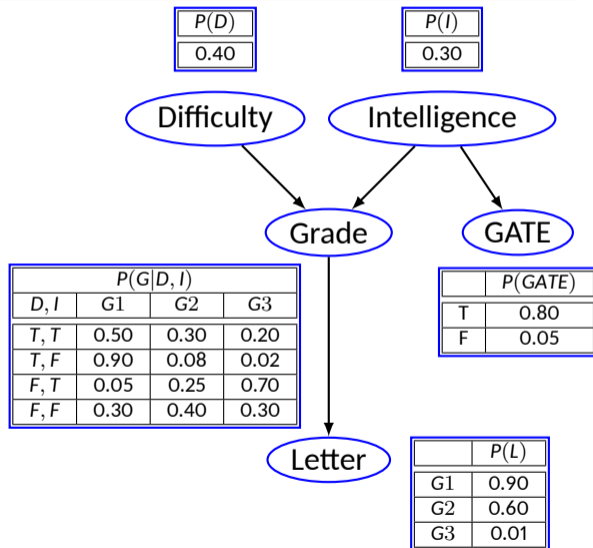 P(D) P(I)
0.40 0.30
Difficulty Intelligence
Grade GATE
P(G|D, I)
D, I G1 G2 G3
T, T 0.50 0.30 0.20
T, F 0.90 0.08 0.02
F, T 0.05 0.25 0.70
F, F 0.30 0.40 0.30
P(GATE)
T 0.80
F 0.05
Letter
P(L)
G1 0.90
G2 0.60
G3 0.01